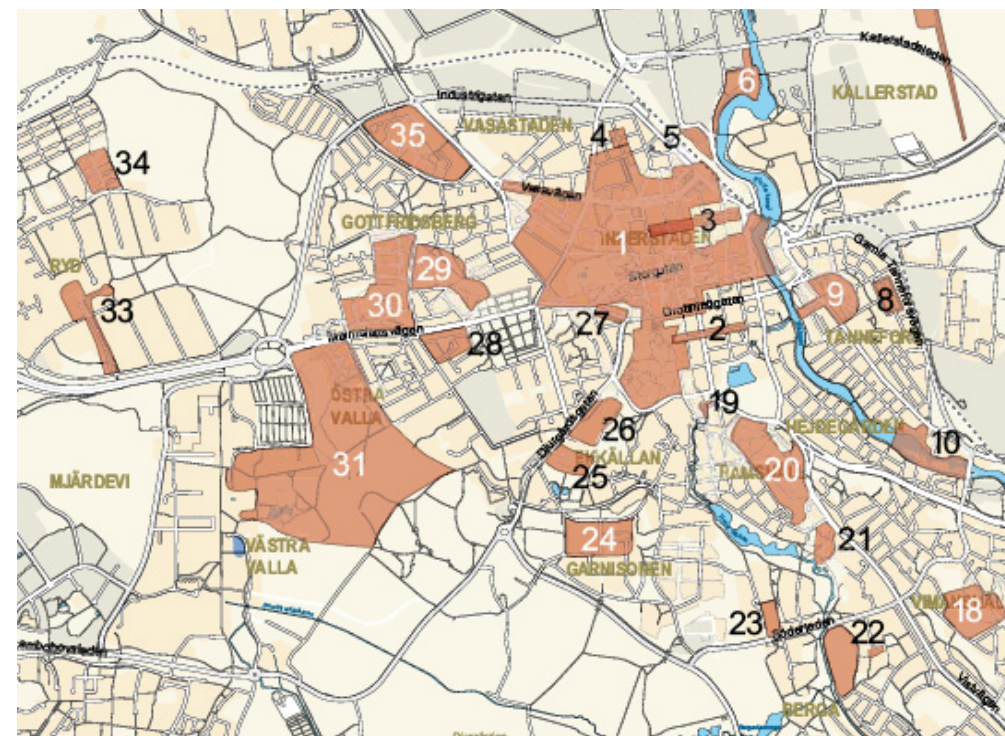 Industrigatan
VASASTADEN
KALLERSTAD
6
35
4
5
34
GOTTFRIDSBERG
Vasavägen
3
1
INNERSTADEN
Storgatan
RYD
29
9
8
33
30
27
2
TANNEFORS
28
ÖSTRA
VALLA
19
HEJDEGÅRDEN
26
10
EKKÄLLAN
25
20
31
MJÄRDEVI
24
21
VÄSTRA
VALLA
GARNISONEN
18
23
22
Söderleden
BERGA